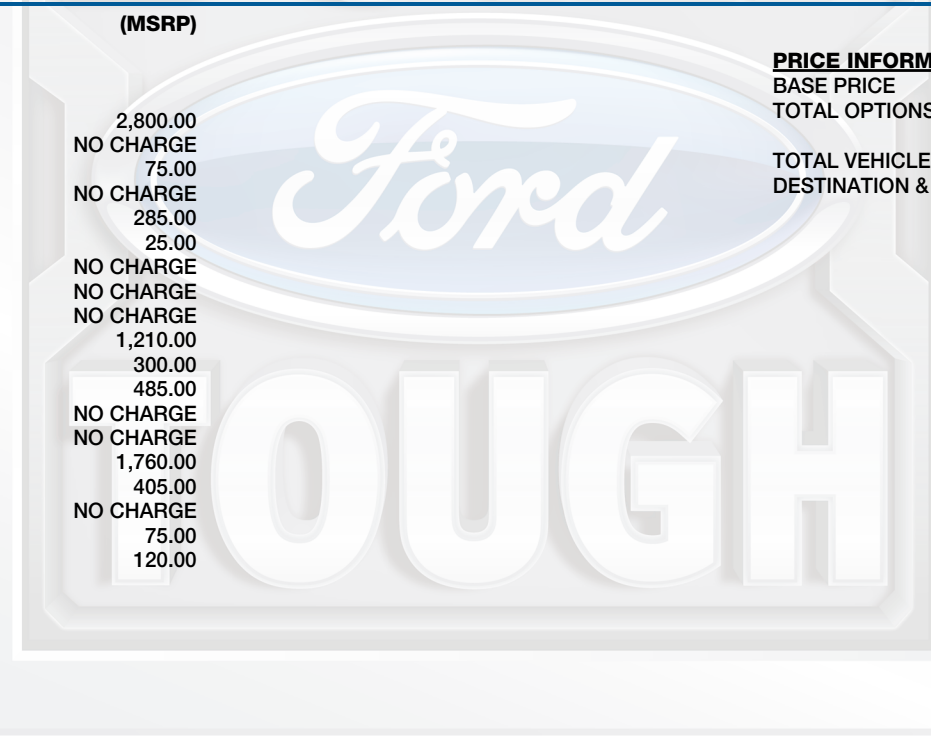 (MSRP)
2,800.00
NO CHARGE
75.00
NO CHARGE
285.00
25.00
NO CHARGE
NO CHARGE
NO CHARGE
1,210.00
300.00
485.00
NO CHARGE
NO CHARGE
1,760.00
405.00
NO CHARGE
75.00
120.00
PRICE INFORM
BASE PRICE
TOTAL OPTIONS
TOTAL VEHICLE
DESTINATION &
Ford
TOUGH